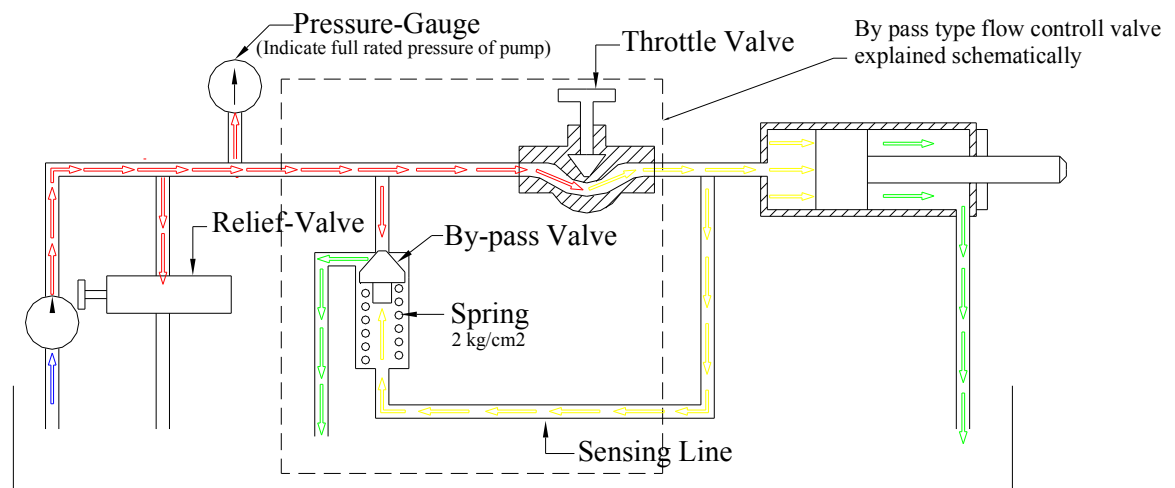 Pressure-Gauge
(Indicate full rated pressure of pump)
Throttle Valve
By pass type flow controll valve
explained schematically
Relief-Valve
By-pass Valve
Spring
2 kg/cm2
Sensing Line